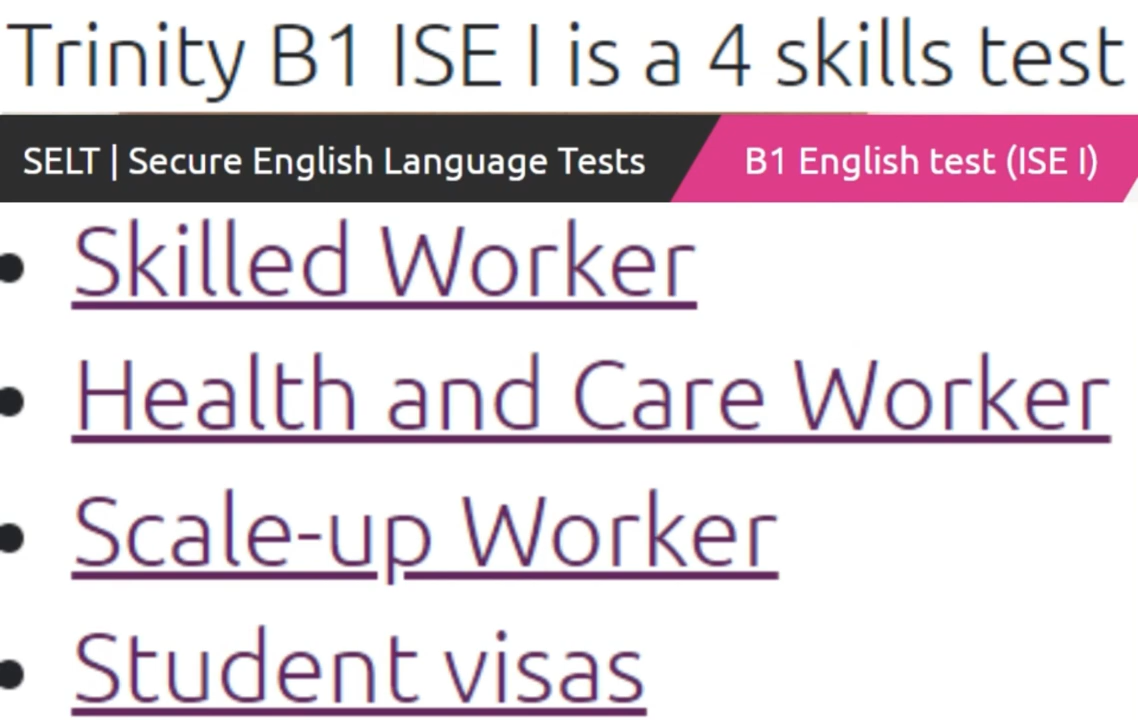 Trinity B1 ISE I is a 4 skills test
SELT | Secure English Language Tests B1 English test (ISE I)
• Skilled Worker
• Health and Care Worker
• Scale-up Worker
• Student visas